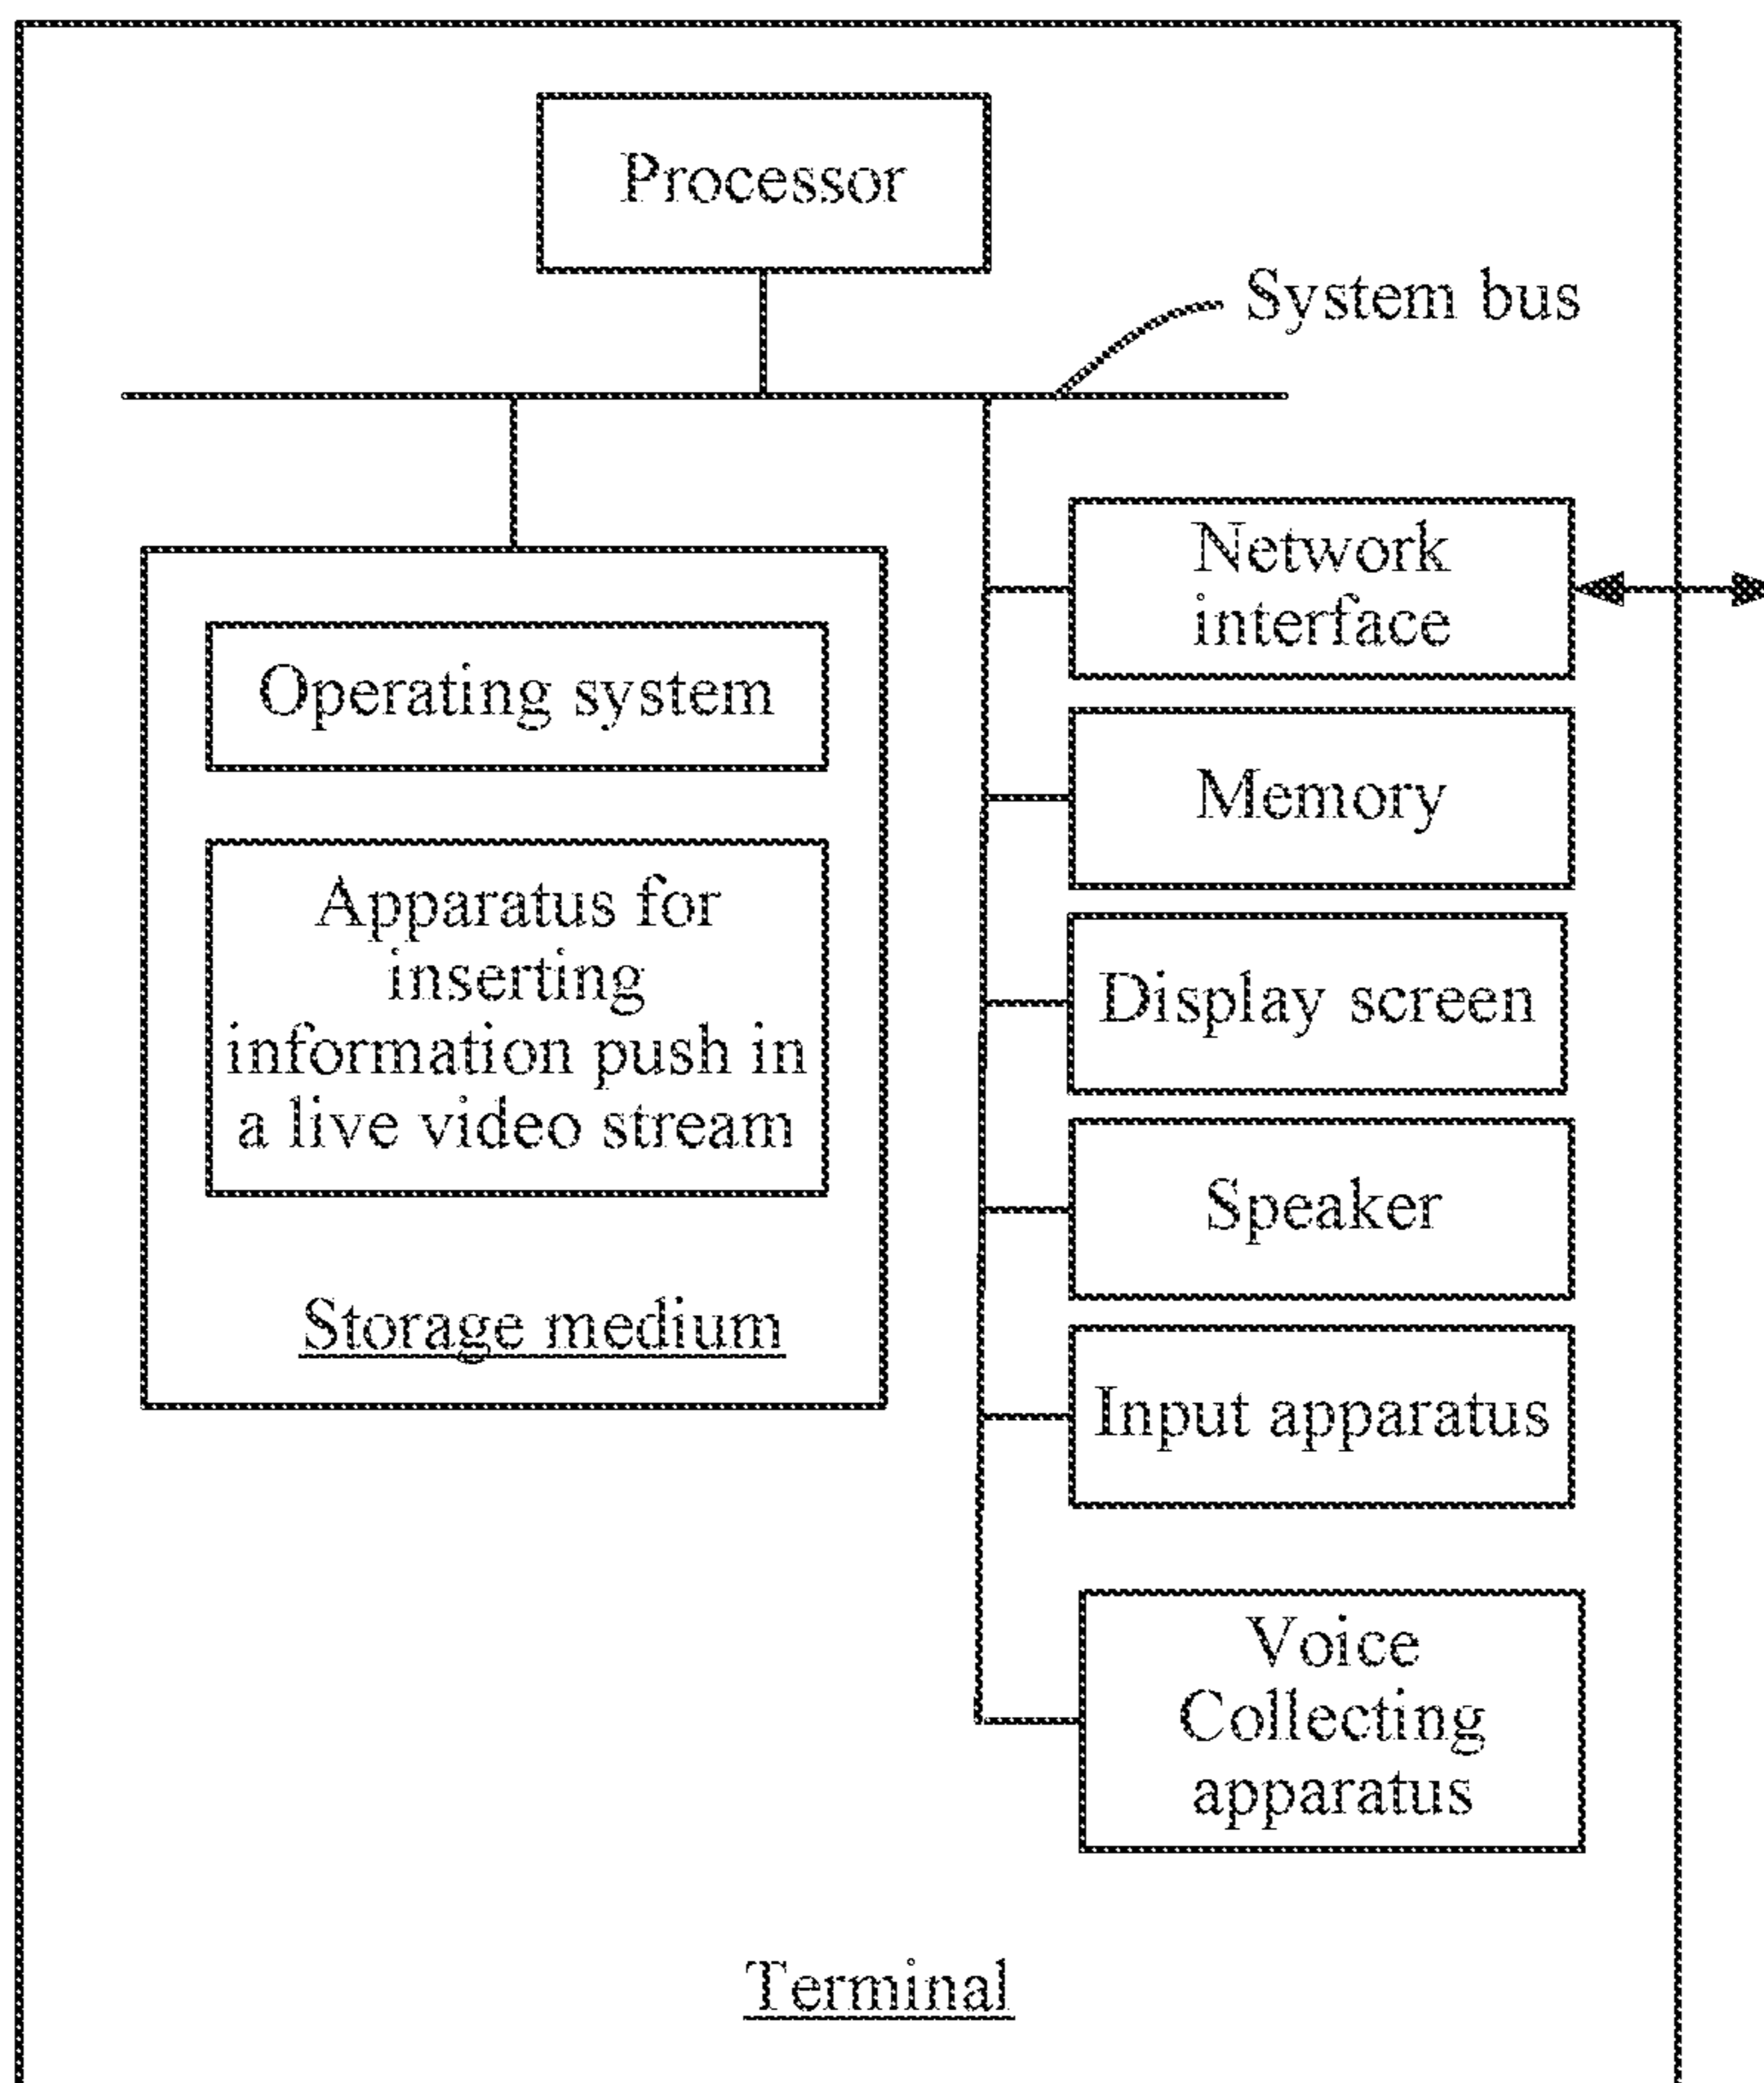 Processor
System bus
Network
interface
Operating system
Memory
Apparatus for
inserting
information push in
a live video stream
Display screen
Speaker
Storage medium
Input apparatus
Voice
Collecting
apparatus
Terminal